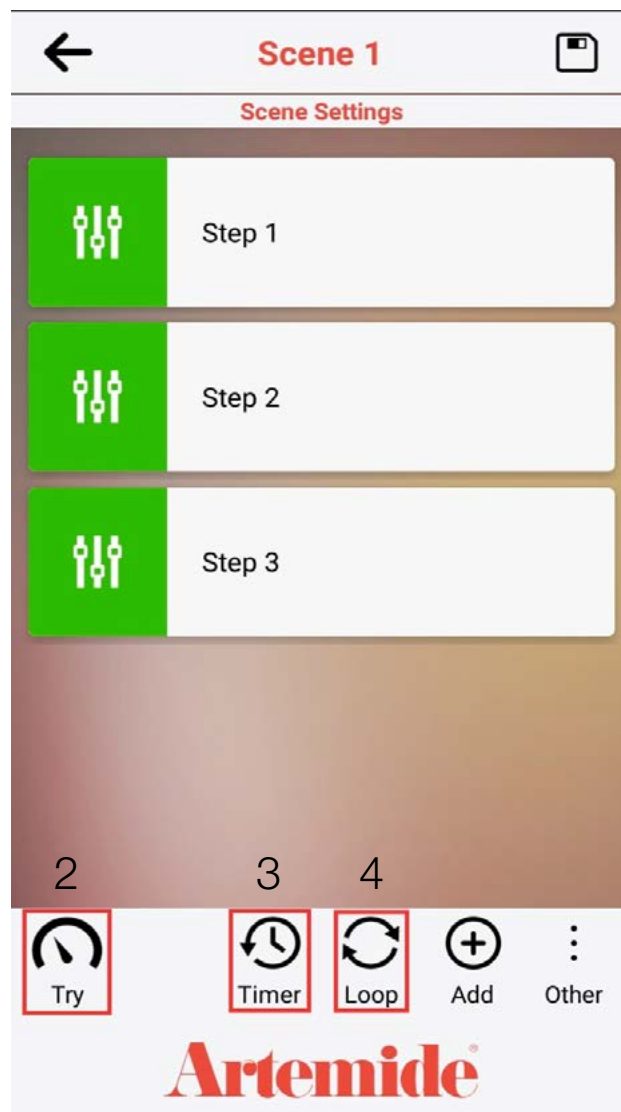 Scene 1
Scene Settings
Step 1
Step 2
Step 3
2 3 4
Try Timer Loop Add Other
Artemide®